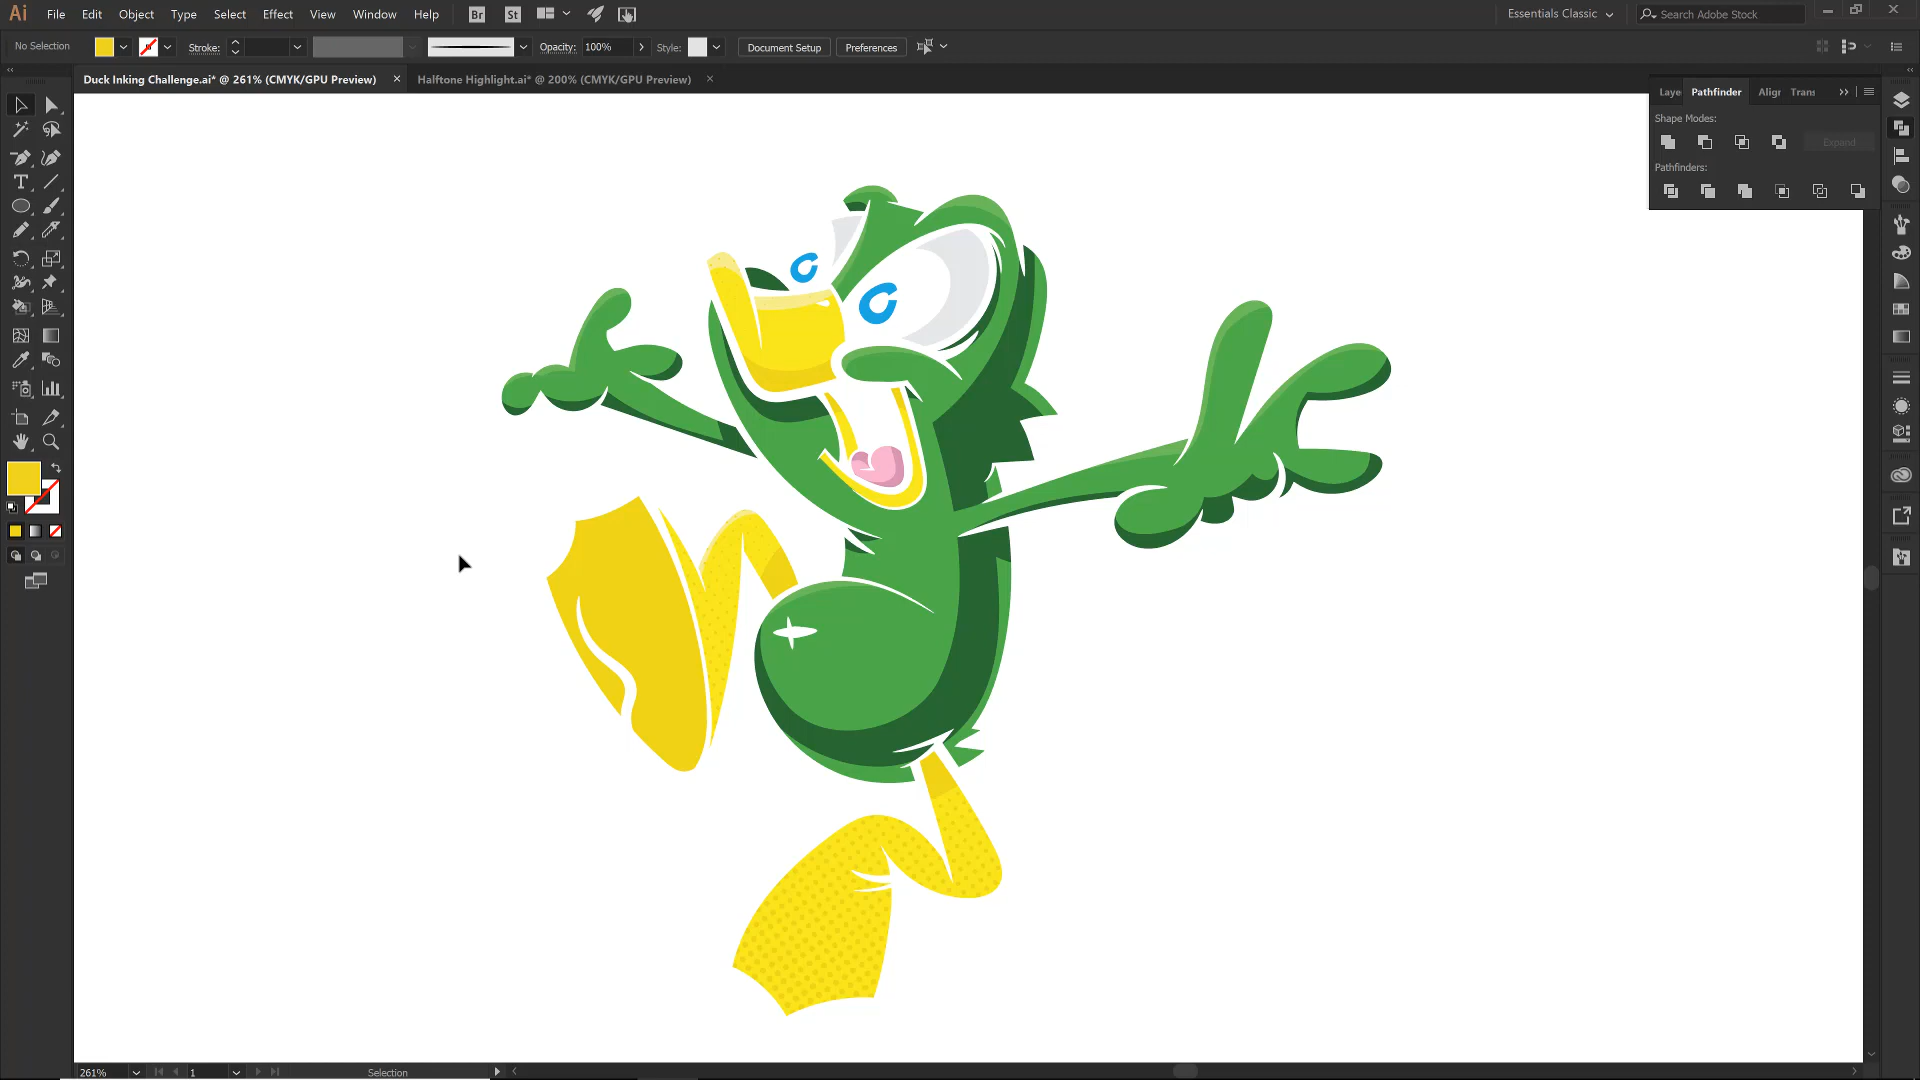 Ai File Edit Object Type Select Effect View Window Help Br St Essentials Classic Search Adobe Stock
No Selection Stroke: Opacity: 100% Style: Document Setup Preferences
Duck Inking Challenge.ai* @ 261% (CMYK/GPU Preview) × Halftone Highlight.ai* @ 200% (CMYK/GPU Preview) ×
Laye Pathfinder Aligr Trans
Shape Modes:
Expand
Pathfinders:
261% 1 Selection